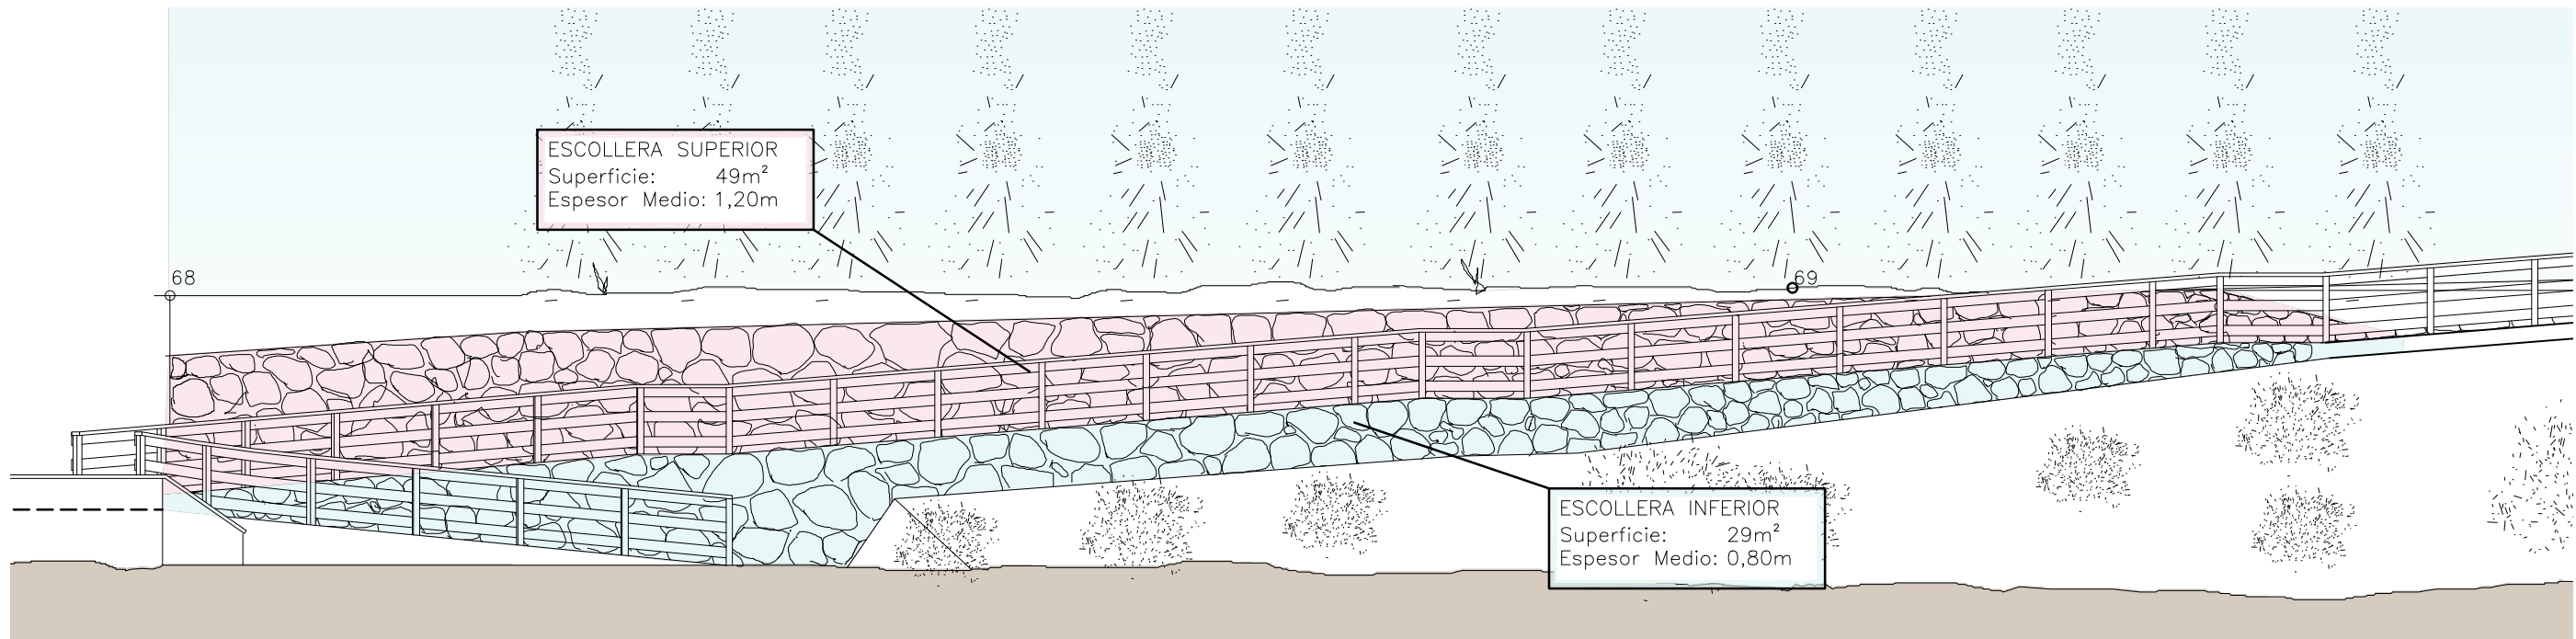 ESCOLLERA SUPERIOR
Superficie: 49m²
Espesor Medio: 1,20m
68
69
ESCOLLERA INFERIOR
Superficie: 29m²
Espesor Medio: 0,80m